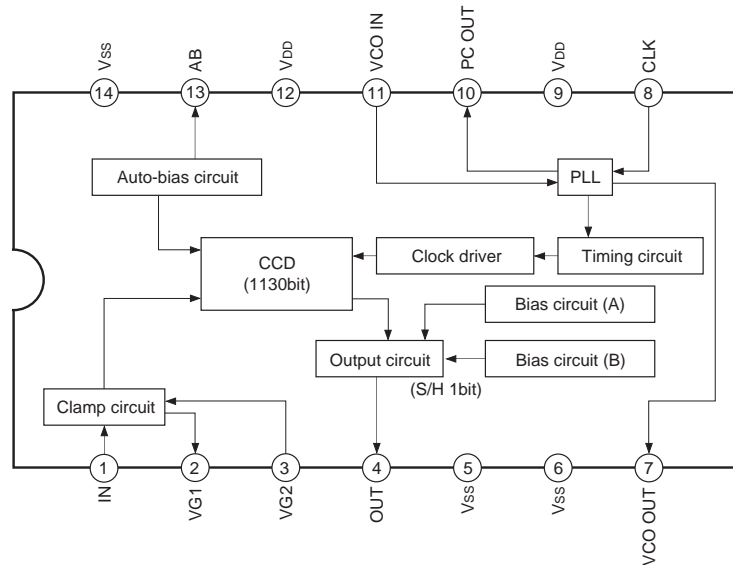 Vss
AB
VDD
VCO IN
PC OUT
VDD
CLK
14
13
12
11
10
9
8
Auto-bias circuit
PLL
CCD
(1130bit)
Clock driver
Timing circuit
Bias circuit (A)
Output circuit
Bias circuit (B)
(S/H 1bit)
Clamp circuit
1
2
3
4
5
6
7
IN
VG1
VG2
OUT
Vss
Vss
VCO OUT